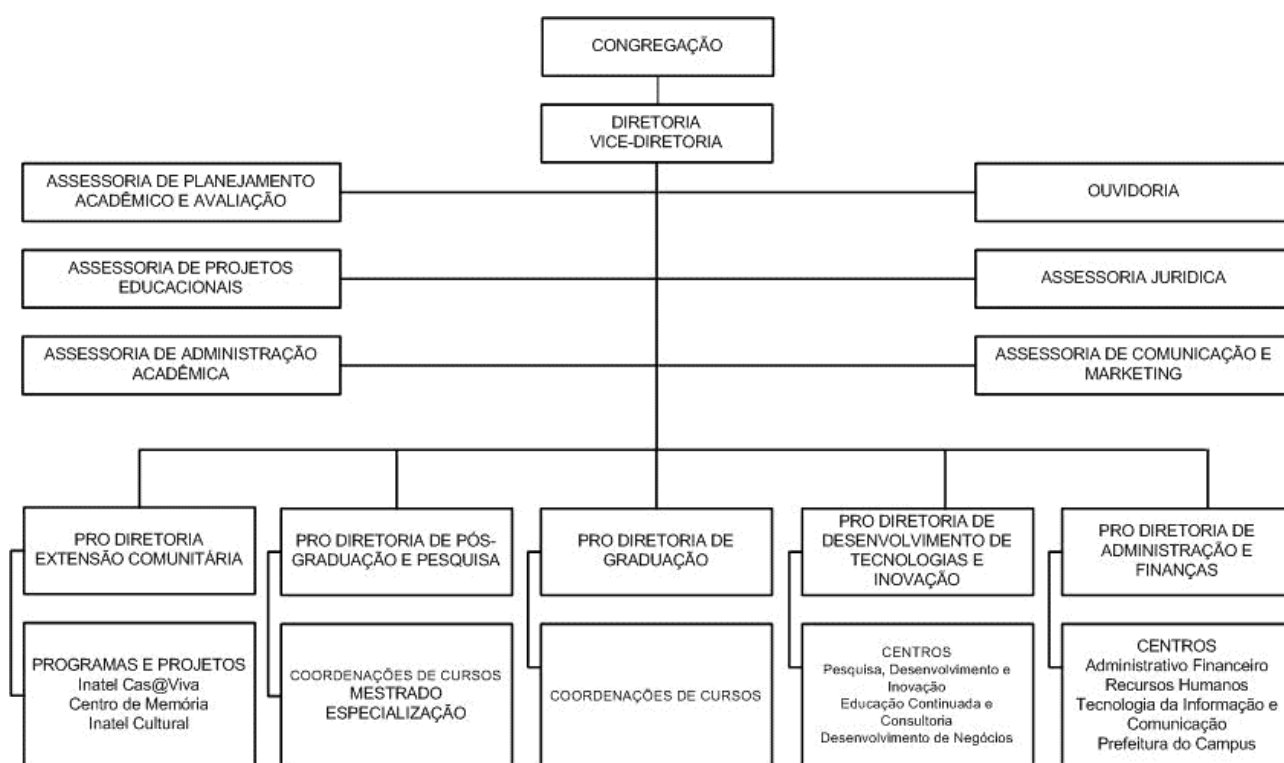 CONGREGAÇÃO
DIRETORIA
VICE-DIRETORIA
ASSESSORIA DE PLANEJAMENTO
ACADÊMICO E AVALIAÇÃO
OUVIDORIA
ASSESSORIA DE PROJETOS
EDUCACIONAIS
ASSESSORIA JURIDICA
ASSESSORIA DE ADMINISTRAÇÃO
ACADÊMICA
ASSESSORIA DE COMUNICAÇÃO E
MARKETING
PRO DIRETORIA
EXTENSÃO COMUNITÁRIA
PRO DIRETORIA DE PÓS-
GRADUAÇÃO E PESQUISA
PRO DIRETORIA DE
GRADUAÇÃO
PRO DIRETORIA DE
DESENVOLVIMENTO DE
TECNOLOGIAS E
INOVAÇÃO
PRO DIRETORIA DE
ADMINISTRAÇÃO E
FINANÇAS
PROGRAMAS E PROJETOS
Inatel Cas@Viva
Centro de Memória
Inatel Cultural
COORDENAÇÕES DE CURSOS
MESTRADO
ESPECIALIZAÇÃO
COORDENAÇÕES DE CURSOS
CENTROS
Pesquisa, Desenvolvimento e
Inovação
Educação Continuada e
Consultoria
Desenvolvimento de Negócios
CENTROS
Administrativo Financeiro
Recursos Humanos
Tecnologia da Informação e
Comunicação
Prefeitura do Campus